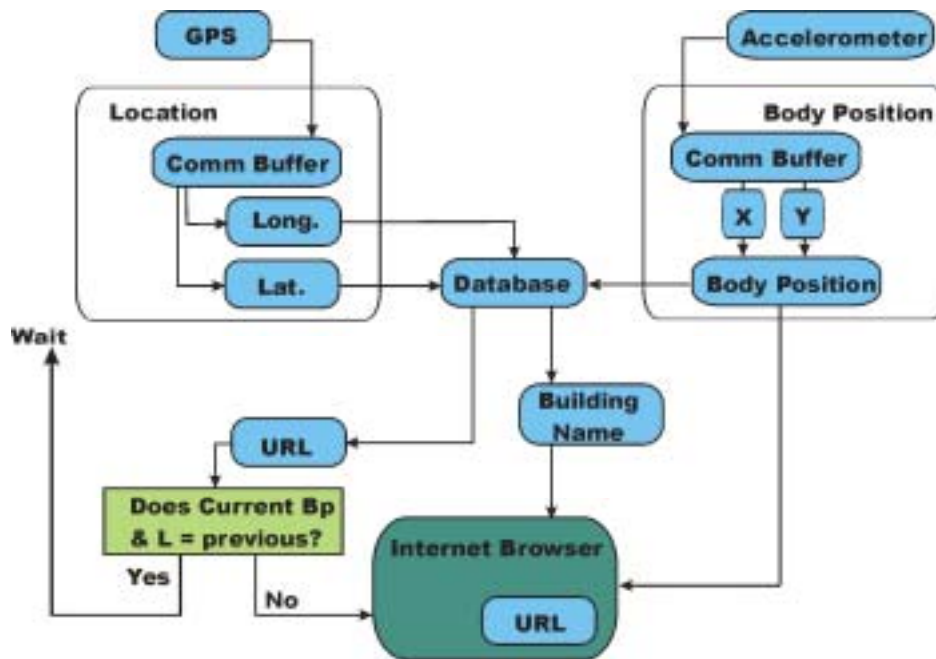 GPS
Accelerometer
Location
Body Position
Comm Buffer
Comm Buffer
X
Y
Long.
Lat.
Database
Body Position
Wait
Building
Name
URL
Does Current Bp
& L = previous?
Internet Browser
Yes
No
URL